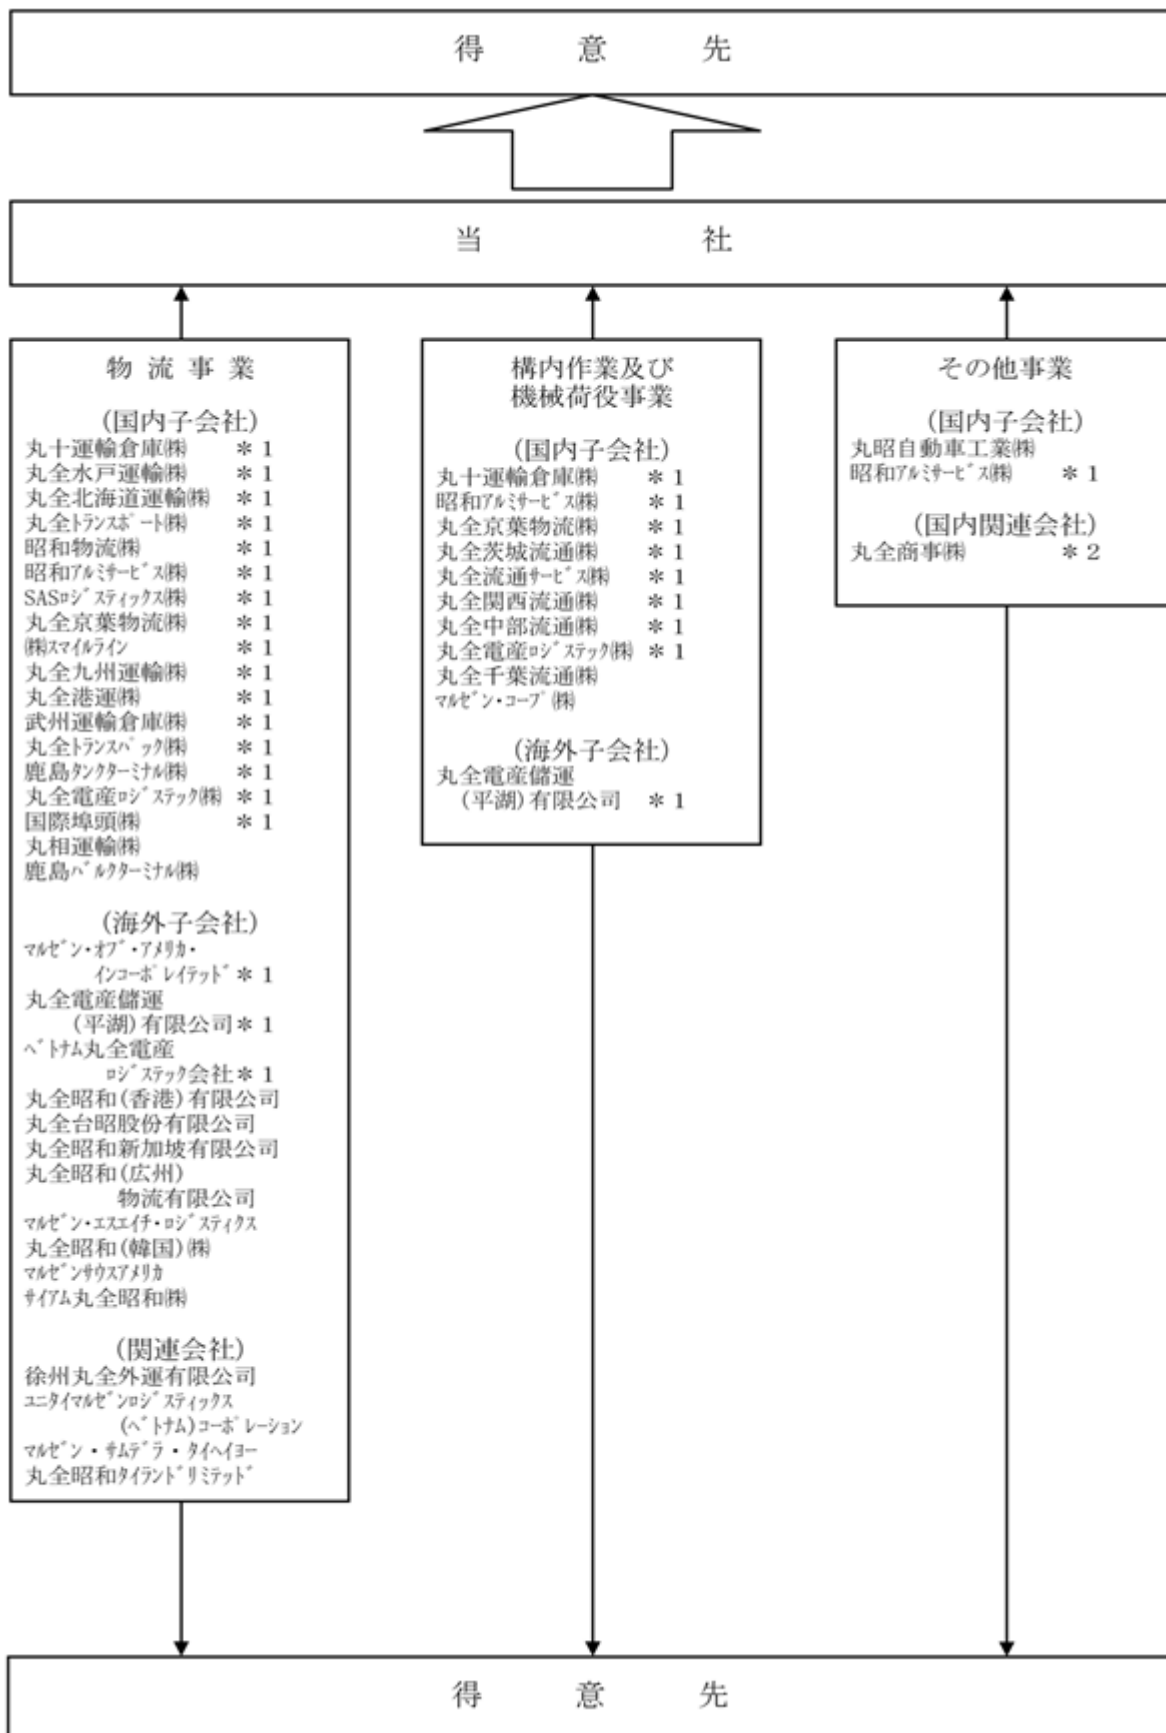 得意先
当社
物流事業
(国内子会社)
丸十運輸倉庫㈱ ＊1
丸全水戸運輸㈱ ＊1
丸全北海道運輸㈱ ＊1
丸全ﾄﾗﾝｽﾎﾟｰﾄ㈱ ＊1
昭和物流㈱ ＊1
昭和ｱﾙﾐｻｰﾋﾞｽ㈱ ＊1
SASﾛｼﾞｽﾃｨｯｸｽ㈱ ＊1
丸全京葉物流㈱ ＊1
㈱ｽﾏｲﾙﾗｲﾝ ＊1
丸全九州運輸㈱ ＊1
丸全港運㈱ ＊1
武州運輸倉庫㈱ ＊1
丸全ﾄﾗﾝｽﾊﾟｯｸ㈱ ＊1
鹿島ﾀﾝｸﾀｰﾐﾅﾙ㈱ ＊1
丸全電産ﾛｼﾞｽﾃｯｸ㈱ ＊1
国際埠頭㈱ ＊1
丸相運輸㈱
鹿島ﾊﾞﾙｸﾀｰﾐﾅﾙ㈱
(海外子会社)
ﾏﾙｾﾞﾝ・ｵﾌﾞ・ｱﾒﾘｶ・
ｲﾝｺｰﾎﾟﾚｲﾃｯﾄﾞ＊1
丸全電産儲運
(平湖)有限公司＊1
ﾍﾞﾄﾅﾑ丸全電産
ﾛｼﾞｽﾃｯｸ会社＊1
丸全昭和(香港)有限公司
丸全台昭股份有限公司
丸全昭和新加坡有限公司
丸全昭和(広州)
物流有限公司
ﾏﾙｾﾞﾝ・ｴｽｴｲﾁ・ﾛｼﾞｽﾃｨｸｽ
丸全昭和(韓国)㈱
ﾏﾙｾﾞﾝｻｳｽｱﾒﾘｶ
ｻｲｱﾑ丸全昭和㈱
(関連会社)
徐州丸全外運有限公司
ﾕﾆﾀｲﾏﾙｾﾞﾝﾛｼﾞｽﾃｨｯｸｽ
(ﾍﾞﾄﾅﾑ)ｺｰﾎﾟﾚｰｼｮﾝ
ﾏﾙｾﾞﾝ・ｻﾑﾃﾞﾗ・ﾀｲﾍｲﾖｰ
丸全昭和ﾀｲﾗﾝﾄﾞﾘﾐﾃｯﾄﾞ
構内作業及び
機械荷役事業
(国内子会社)
丸十運輸倉庫㈱ ＊1
昭和ｱﾙﾐｻｰﾋﾞｽ㈱ ＊1
丸全京葉物流㈱ ＊1
丸全茨城流通㈱ ＊1
丸全流通ｻｰﾋﾞｽ㈱ ＊1
丸全関西流通㈱ ＊1
丸全中部流通㈱ ＊1
丸全電産ﾛｼﾞｽﾃｯｸ㈱ ＊1
丸全千葉流通㈱
ﾏﾙｾﾞﾝ・ｺｰﾌﾟ㈱
(海外子会社)
丸全電産儲運
(平湖)有限公司 ＊1
その他事業
(国内子会社)
丸昭自動車工業㈱
昭和ｱﾙﾐｻｰﾋﾞｽ㈱ ＊1
(国内関連会社)
丸全商事㈱ ＊2
得意先